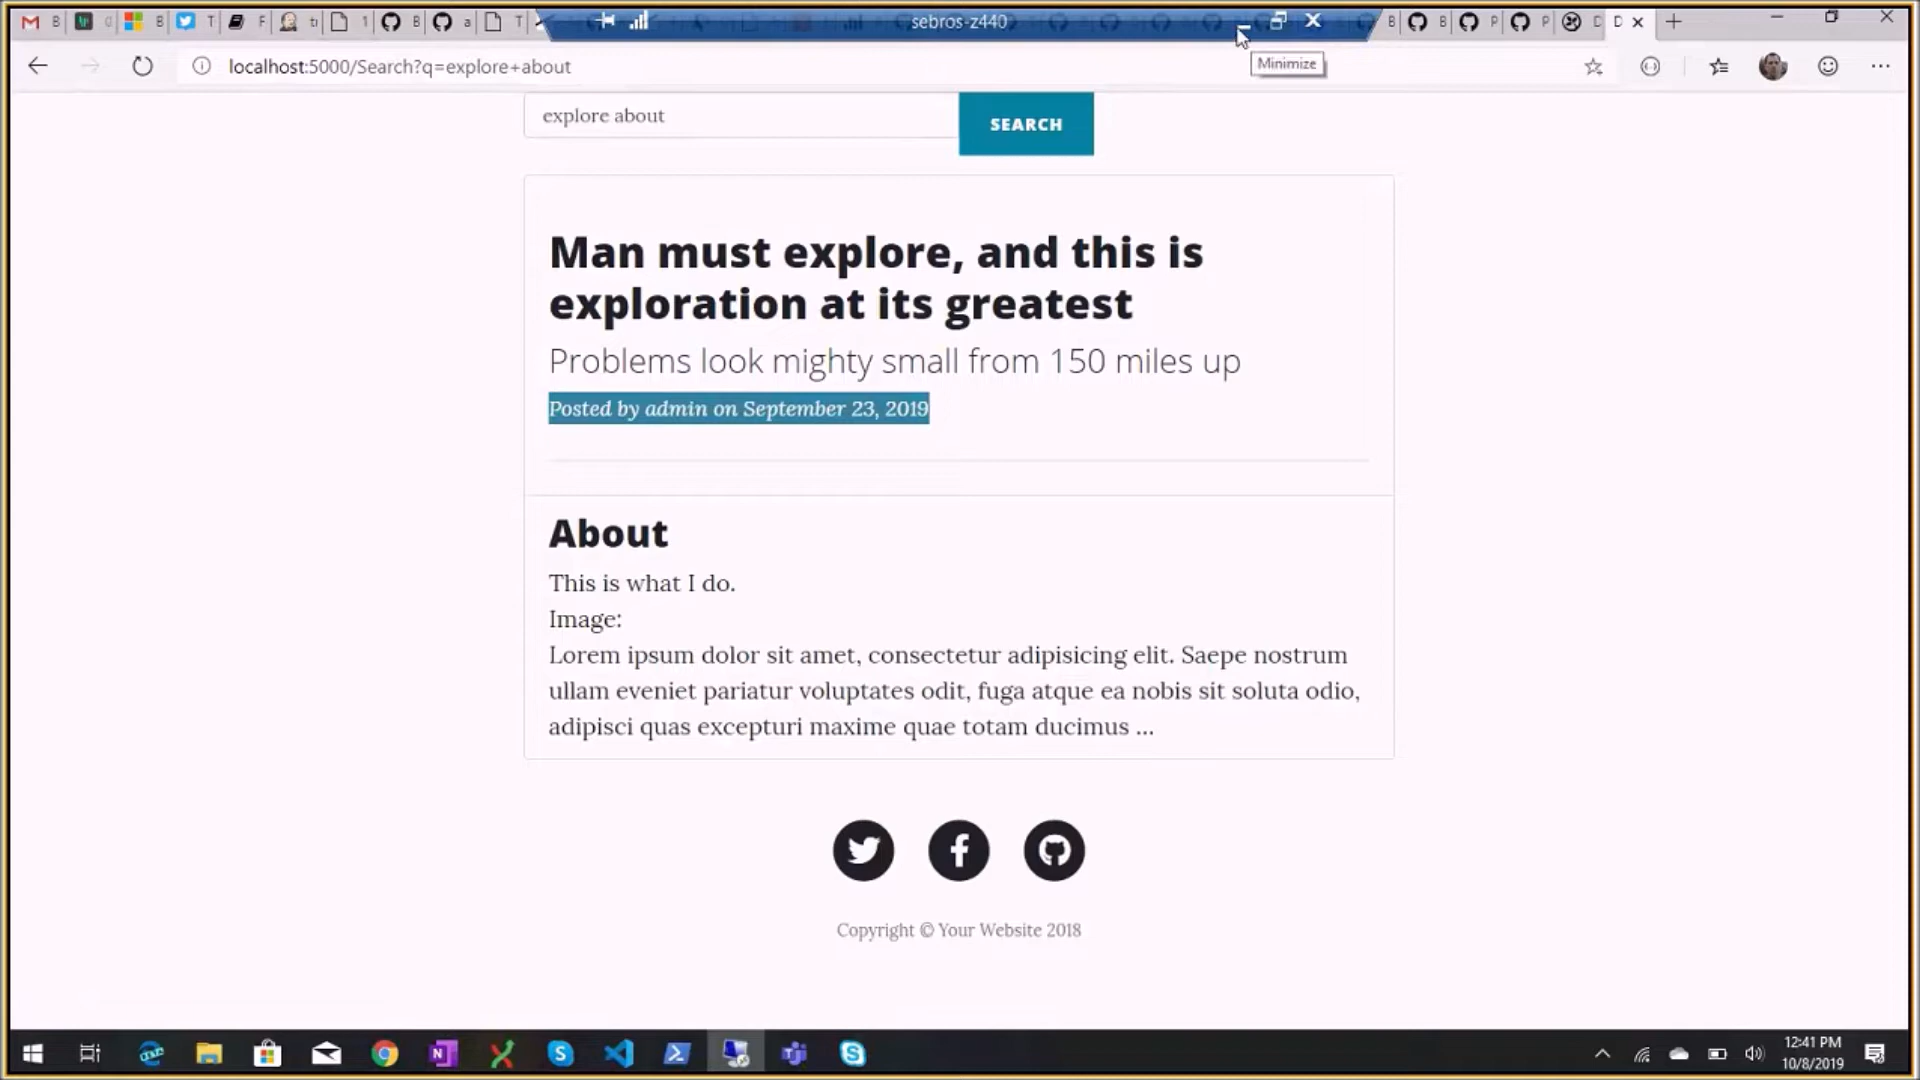 sebros-z440
localhost:5000/Search?q=explore+about
Minimize
explore about
SEARCH
Man must explore, and this is
exploration at its greatest
Problems look mighty small from 150 miles up
Posted by admin on September 23, 2019
About
This is what I do.
Image:
Lorem ipsum dolor sit amet, consectetur adipisicing elit. Saepe nostrum
ullam eveniet pariatur voluptates odit, fuga atque ea nobis sit soluta odio,
adipisci quas excepturi maxime quae totam ducimus ...
Copyright © Your Website 2018
12:41 PM
10/8/2019